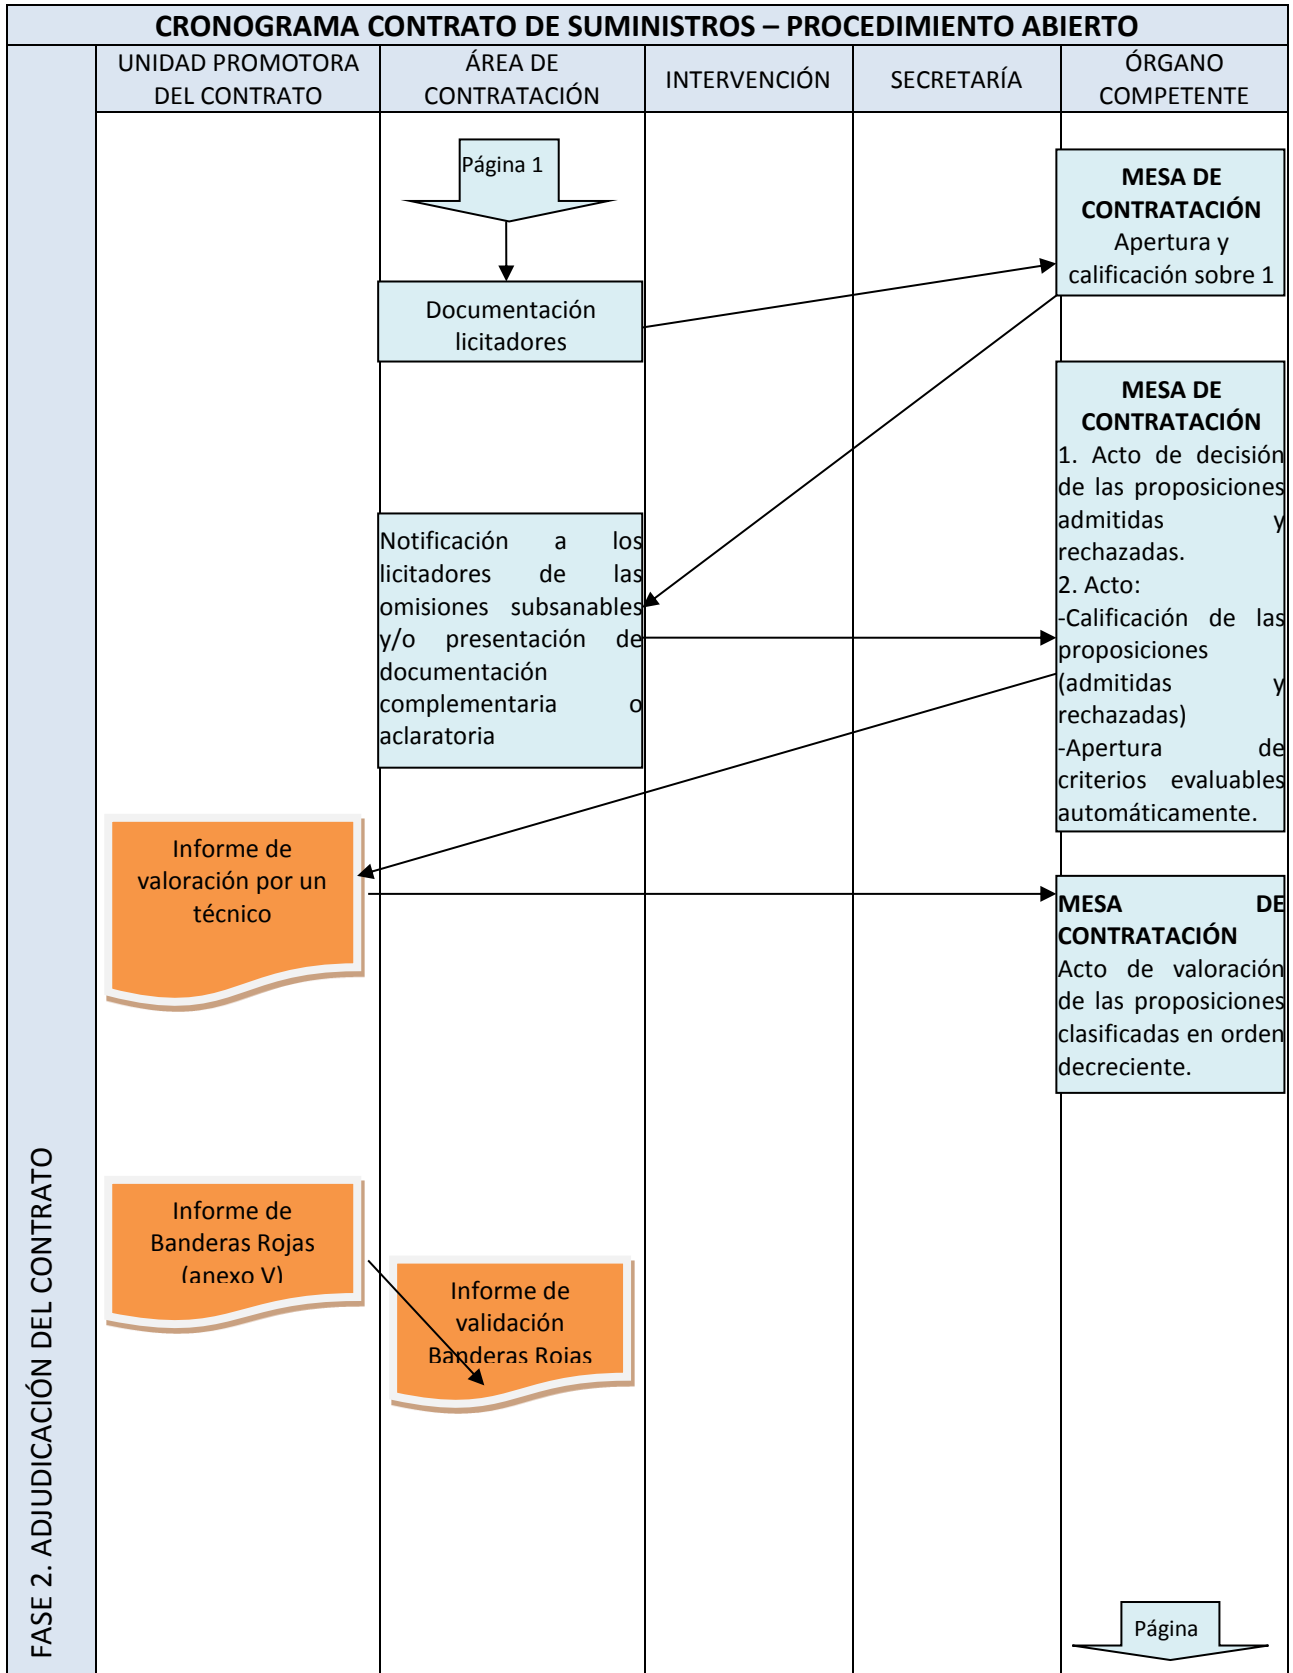 CRONOGRAMA CONTRATO DE SUMINISTROS – PROCEDIMIENTO ABIERTO
UNIDAD PROMOTORA
DEL CONTRATO
ÁREA DE
CONTRATACIÓN
INTERVENCIÓN
SECRETARÍA
ÓRGANO
COMPETENTE
Página 1
MESA DE
CONTRATACIÓN
Apertura y
calificación sobre 1
Documentación
licitadores
MESA DE
CONTRATACIÓN
1. Acto de decisión
de las proposiciones
admitidas y
rechazadas.
2. Acto:
-Calificación de las
proposiciones
(admitidas y
rechazadas)
-Apertura de
criterios evaluables
automáticamente.
Notificación a los
licitadores de las
omisiones subsanables
y/o presentación de
documentación
complementaria o
aclaratoria
Informe de
valoración por un
técnico
MESA DE
CONTRATACIÓN
Acto de valoración
de las proposiciones
clasificadas en orden
decreciente.
Informe de
Banderas Rojas
(anexo V)
Informe de
validación
Banderas Rojas
FASE 2. ADJUDICACIÓN DEL CONTRATO
Página